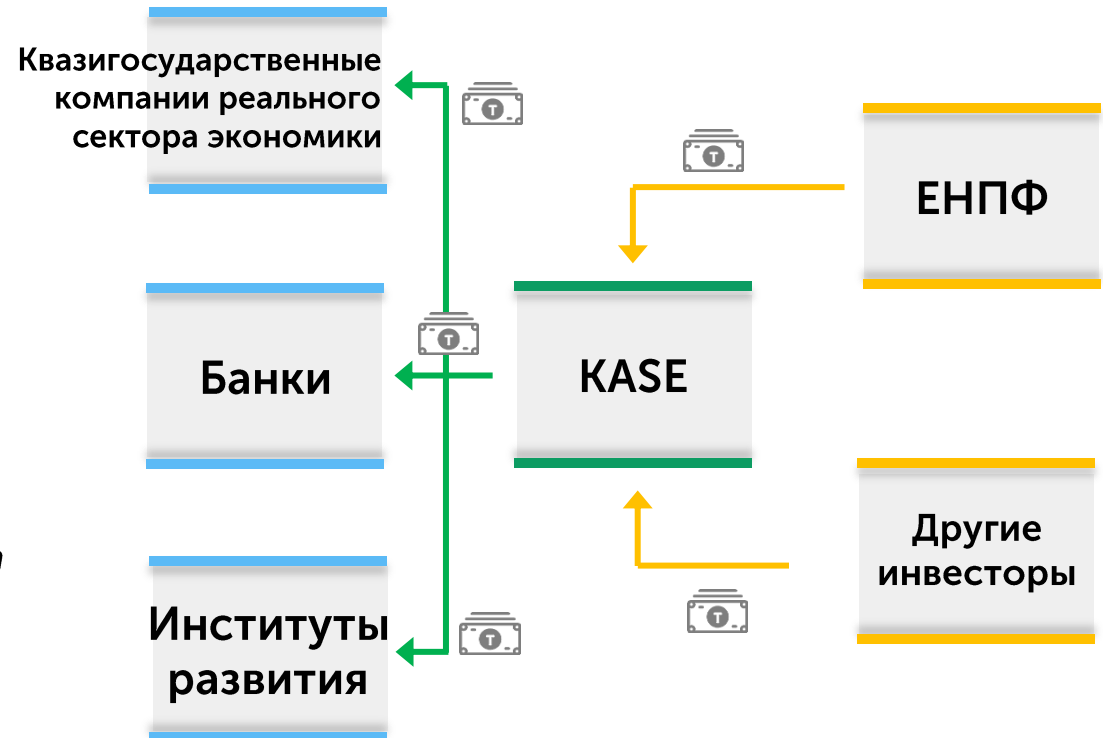 Квазигосударственные
компании реального
сектора экономики
ЕНПФ
Банки
KASE
Другие
инвесторы
Институты
развития